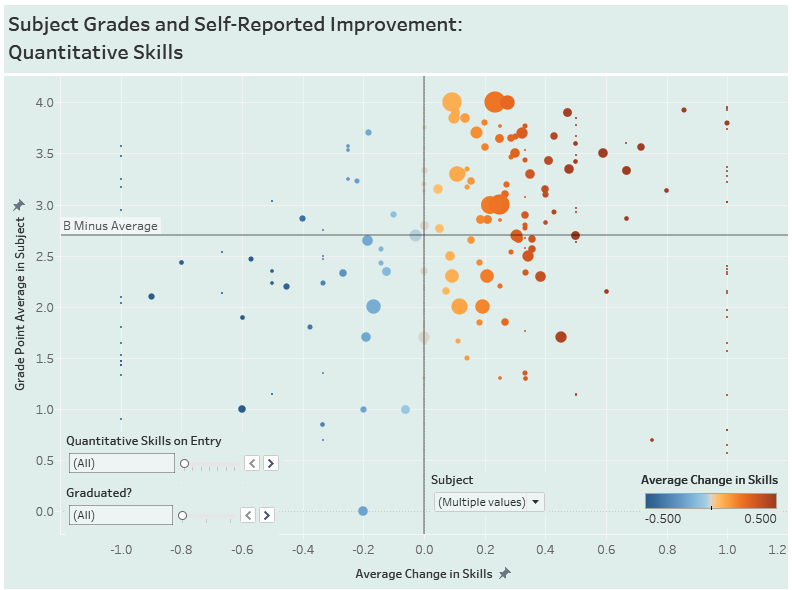 Subject Grades and Self-Reported Improvement:
Quantitative Skills
4.0
3.5
3.0
B Minus Average
2.5
2.0
1.5
1.0
0.5
0.0
Grade Point Average in Subject
Quantitative Skills on Entry
(All)
Graduated?
(All)
Subject
(Multiple values)
Average Change in Skills
-0.500 0.500
-1.0 -0.8 -0.6 -0.4 -0.2 0.0 0.2 0.4 0.6 0.8 1.0 1.2
Average Change in Skills